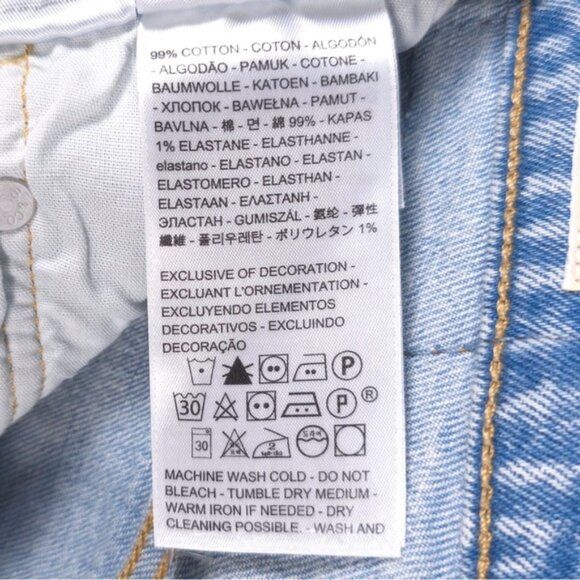 99% COTTON - COTON - ALGODÓN
- ALGODÃO - PAMUK - COTONE -
BAUMWOLLE - KATOEN - BAMBAKI
- ХЛОПОК - BAWEŁNA - PAMUT -
BAVLNA - 棉 - 면 - 綿 99% - KAPAS
1% ELASTANE - ELASTHANNE -
elastano - ELASTANO - ELASTAN -
ELASTOMERO - ELASTHAN -
ELASTAAN - ΕΛΑΣΤΑΝΗ -
ЭЛАСТАН - GUMISZÁL - 氨纶 - 彈性
纖維 - 폴리우레탄 - ポリウレタン 1%
EXCLUSIVE OF DECORATION -
EXCLUANT L'ORNEMENTATION -
EXCLUYENDO ELEMENTOS
DECORATIVOS - EXCLUINDO
DECORAÇÃO
P
30 P ®
30 2
MACHINE WASH COLD - DO NOT
BLEACH - TUMBLE DRY MEDIUM -
WARM IRON IF NEEDED - DRY
CLEANING POSSIBLE. - WASH AND